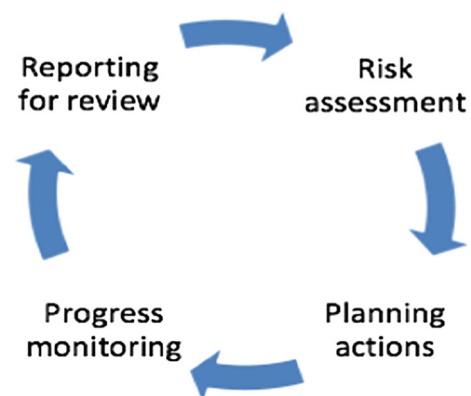 Reporting
for review
Risk
assessment
Progress
monitoring
Planning
actions